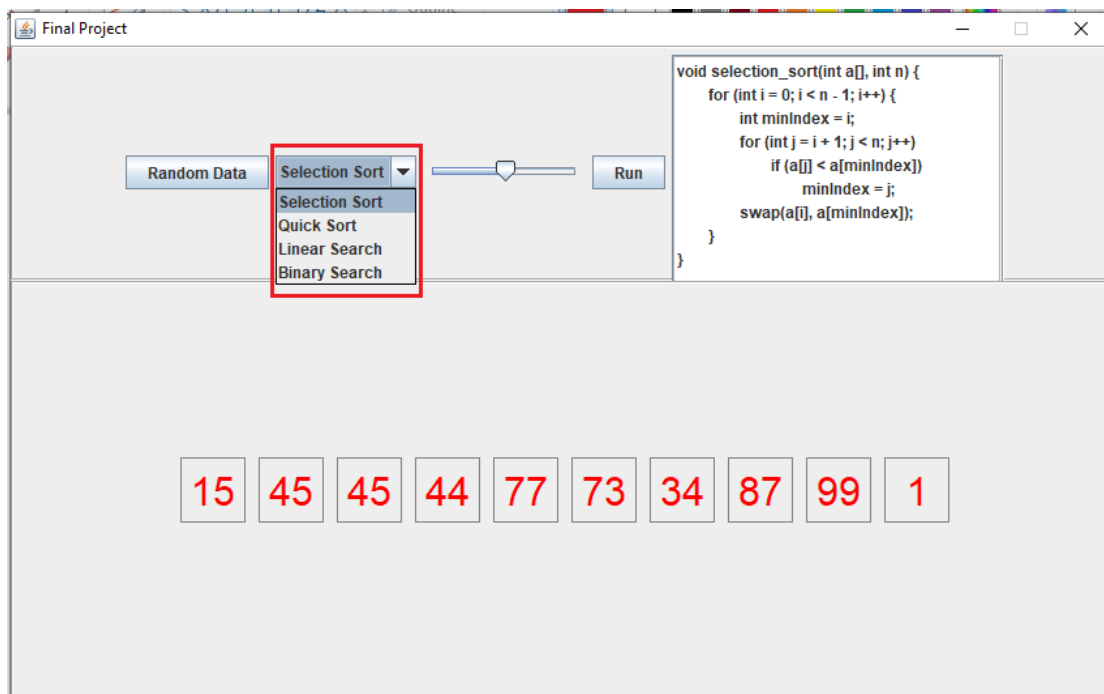 Final Project
Random Data
Selection Sort
Selection Sort
Quick Sort
Linear Search
Binary Search
Run
void selection_sort(int a[], int n) {
for (int i = 0; i < n - 1; i++) {
int minIndex = i;
for (int j = i + 1; j < n; j++)
if (a[j] < a[minIndex])
minIndex = j;
swap(a[i], a[minIndex]);
}
}
15 45 45 44 77 73 34 87 99 1